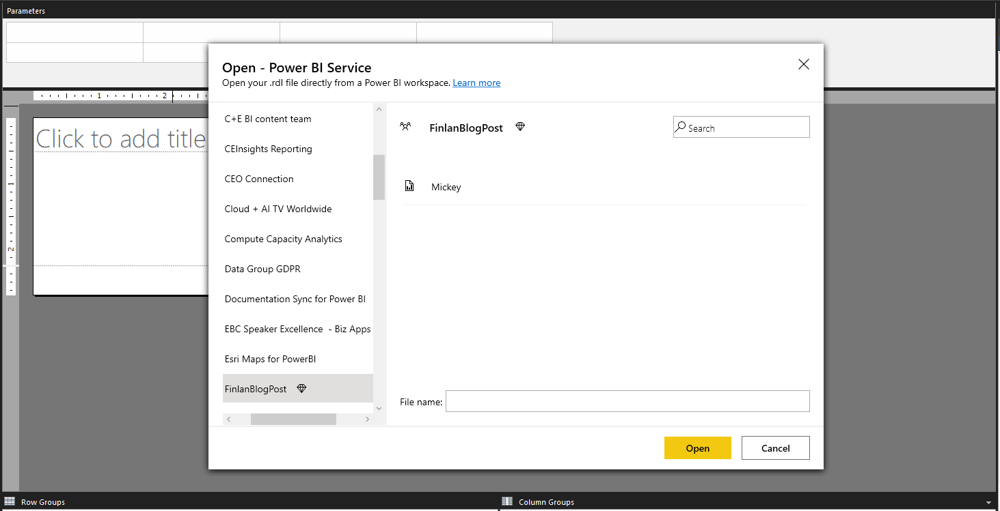 Parameters
Open - Power BI Service
Open your .rdl file directly from a Power BI workspace. Learn more
1
2
Click to add title
1
2
C+E BI content team
CEInsights Reporting
CEO Connection
Cloud + AI TV Worldwide
Compute Capacity Analytics
Data Group GDPR
Documentation Sync for Power BI
EBC Speaker Excellence  - Biz Apps
Esri Maps for PowerBI
FinlanBlogPost
FinlanBlogPost
Search
Mickey
File name:
Open
Cancel
Row Groups
Column Groups